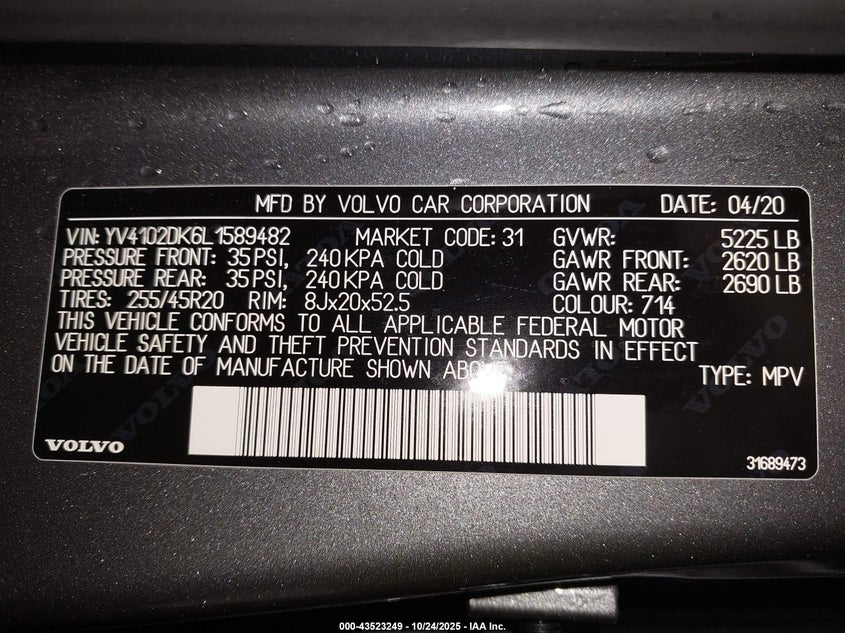 MFD BY VOLVO CAR CORPORATION DATE: 04/20
VIN: YV4102DK6L1589482 MARKET CODE: 31 GVWR: 5225 LB
PRESSURE FRONT: 35 PSI, 240 KPA COLD GAWR FRONT: 2620 LB
PRESSURE REAR: 35 PSI, 240 KPA COLD GAWR REAR: 2690 LB
TIRES: 255/45R20 RIM: 8Jx20x52.5 COLOUR: 714
THIS VEHICLE CONFORMS TO ALL APPLICABLE FEDERAL MOTOR
VEHICLE SAFETY AND THEFT PREVENTION STANDARDS IN EFFECT
ON THE DATE OF MANUFACTURE SHOWN ABOVE. TYPE: MPV
VOLVO 31689473
000-43523249 - 10/24/2025 - IAA Inc.